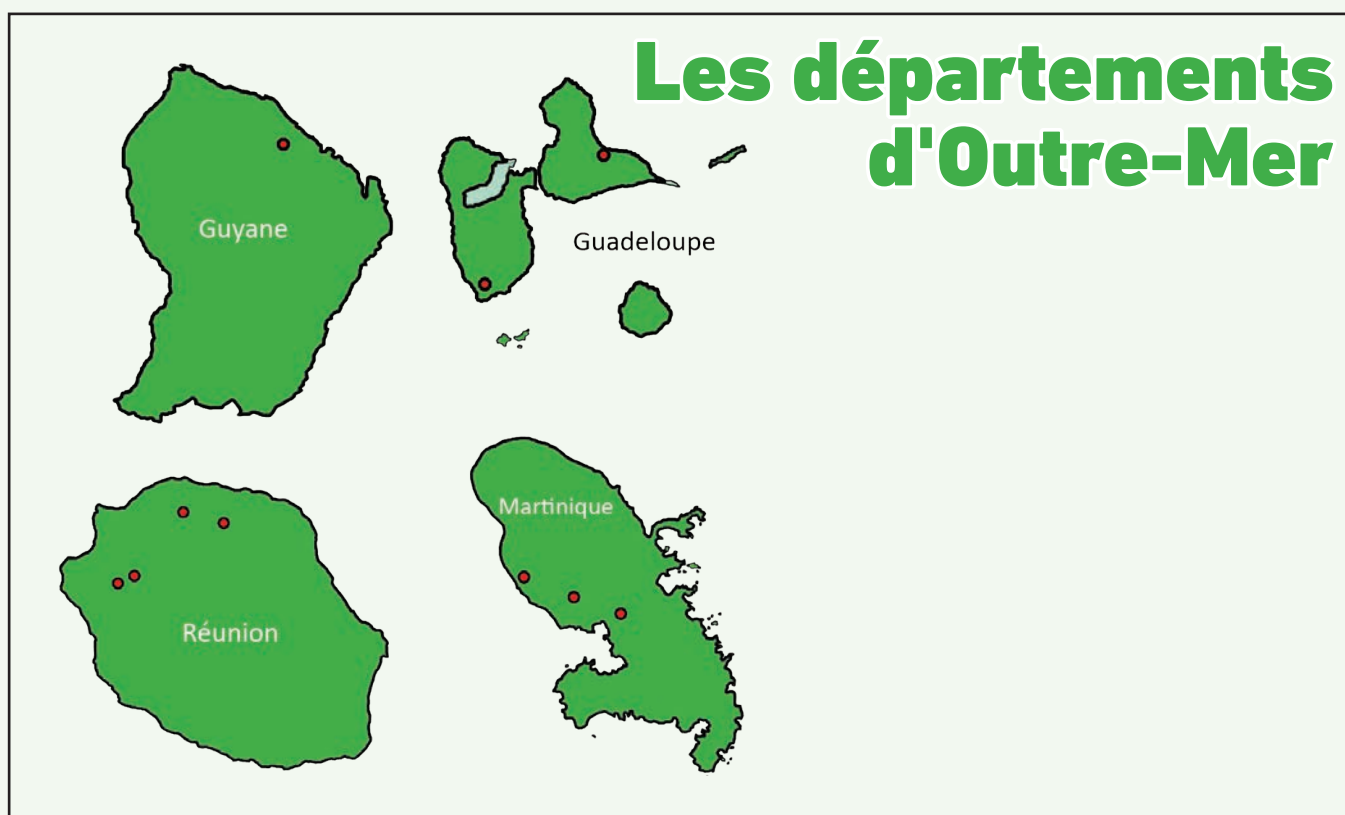 Les départements
d'Outre-Mer
Guyane
Guadeloupe
Martinique
Réunion